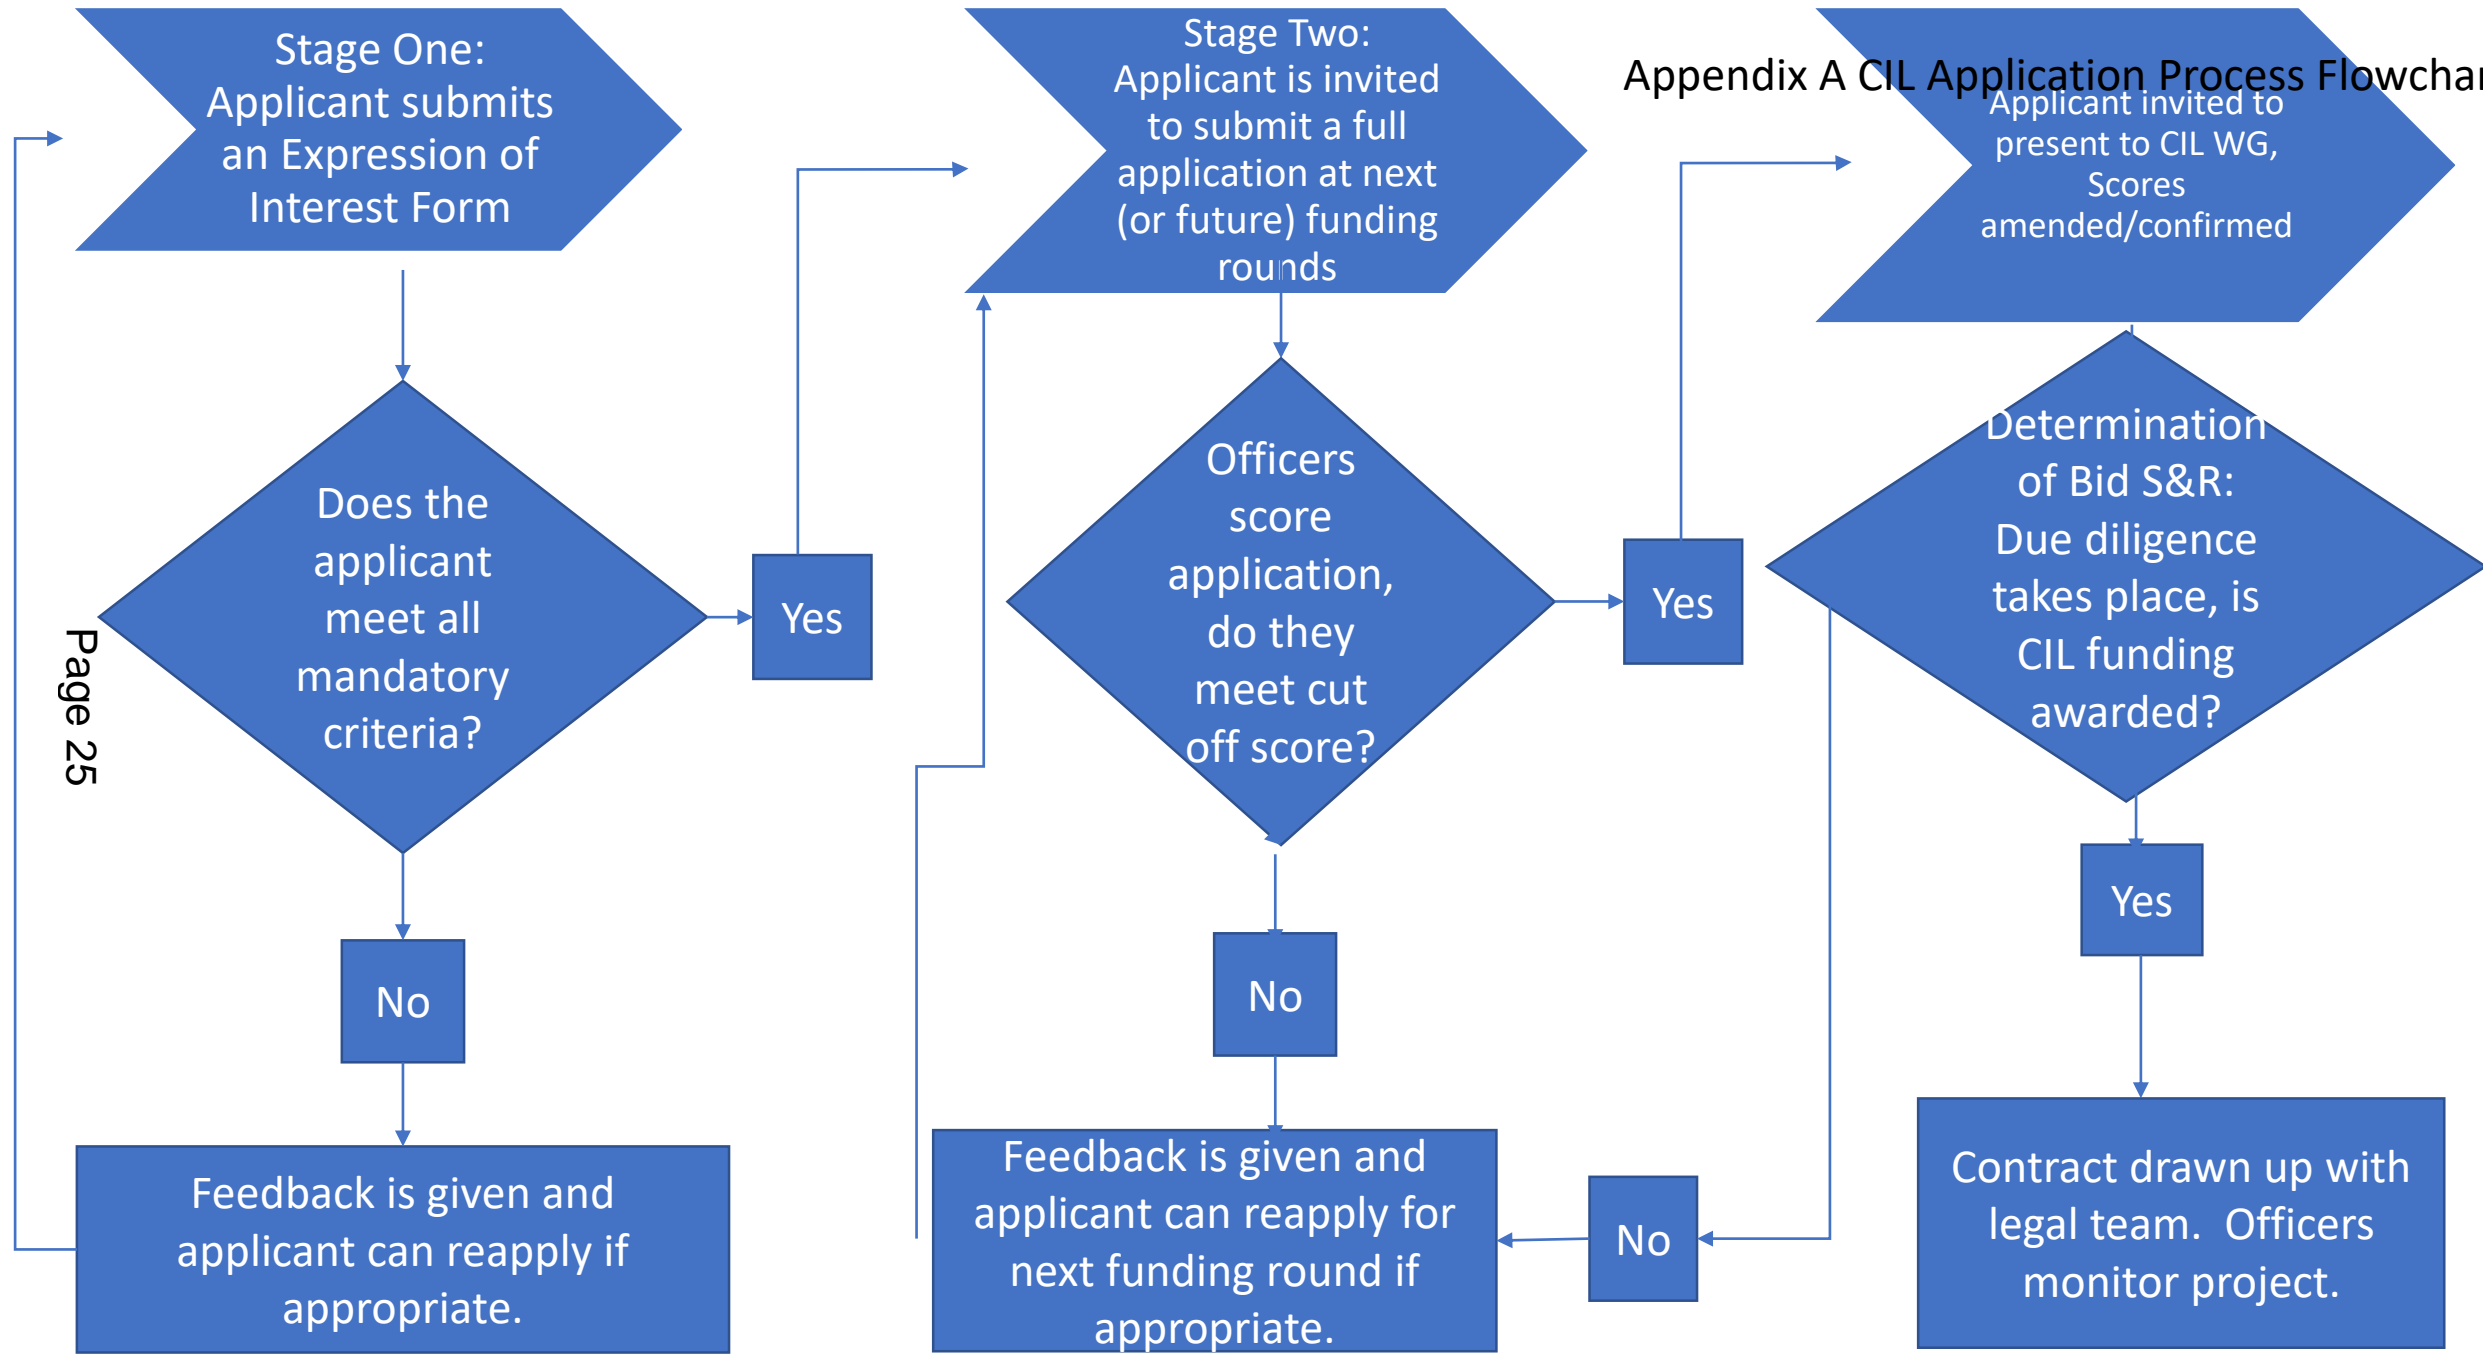 Appendix A CIL Application Process Flowchar
Stage One:
Applicant submits
an Expression of
Interest Form
Does the
applicant
meet all
mandatory
criteria?
Yes
No
Feedback is given and
applicant can reapply if
appropriate.
Stage Two:
Applicant is invited
to submit a full
application at next
(or future) funding
rounds
Officers
score
application,
do they
meet cut
off score?
Yes
No
Feedback is given and
applicant can reapply for
next funding round if
appropriate.
Applicant invited to
present to CIL WG,
Scores
amended/confirmed
Determination
of Bid S&R:
Due diligence
takes place, is
CIL funding
awarded?
Yes
No
Contract drawn up with
legal team.  Officers
monitor project.
Page 25